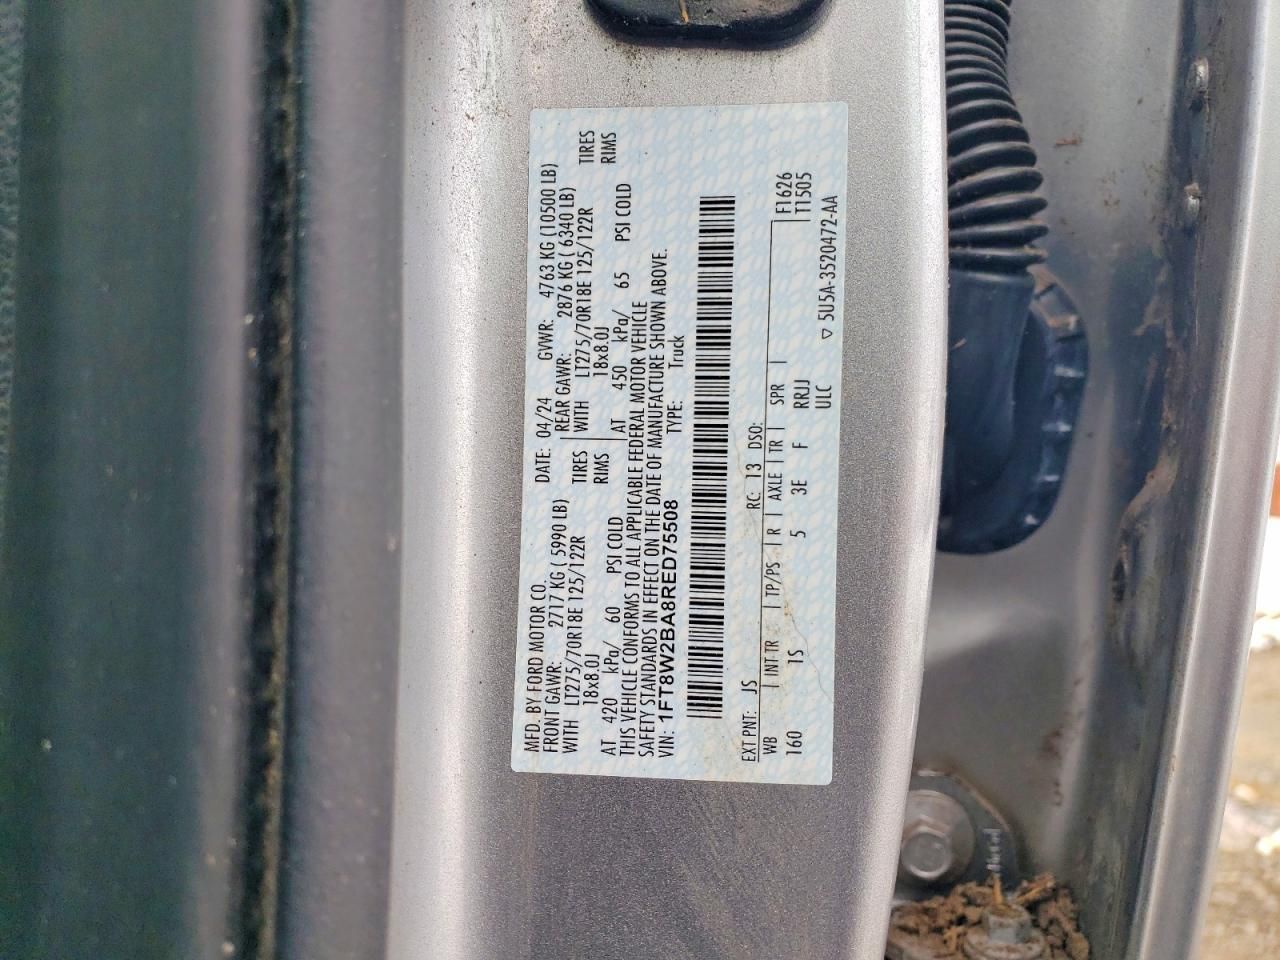 MFD. BY FORD MOTOR CO. DATE: 04/24 GVWR: 4763 KG (10500 LB)
FRONT GAWR: 2717 KG ( 5990 LB) REAR GAWR: 2876 KG ( 6340 LB)
WITH LT275/70R18E 125/122R TIRES WITH LT275/70R18E 125/122R TIRES
18x8.0J RIMS 18x8.0J RIMS
AT 420 kPa/ 60 PSI COLD AT 450 kPa/ 65 PSI COLD
THIS VEHICLE CONFORMS TO ALL APPLICABLE FEDERAL MOTOR VEHICLE
SAFETY STANDARDS IN EFFECT ON THE DATE OF MANUFACTURE SHOWN ABOVE.
VIN: 1FT8W2BA8RED75508 TYPE: Truck
EXT PNT: JS RC: 13 DSO:
WB INT TR TP/PS R AXLE TR SPR F1626
160 1S 5 3E F RRJJ T1505
ULC 5U5A-3520472-AA